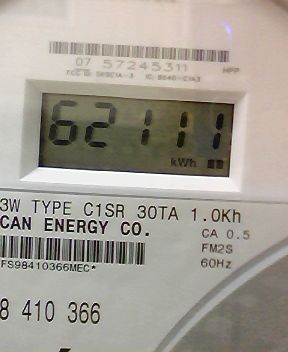 07 57245311
62111
kWh
3W TYPE C1SR 30TA 1.0Kh
CAN ENERGY CO.
CA 0.5
FM2S
60Hz
FS98410366MEC*
8 410 366